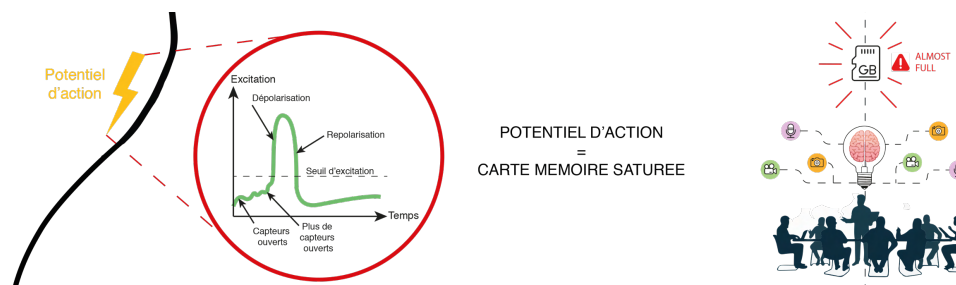 Potentiel
d'action
Excitation
Dépolarisation
Repolarisation
Seuil d'excitation
Temps
Capteurs
ouverts
Plus de
capteurs
ouverts
POTENTIEL D'ACTION
=
CARTE MEMOIRE SATUREE
GB
ALMOST
FULL